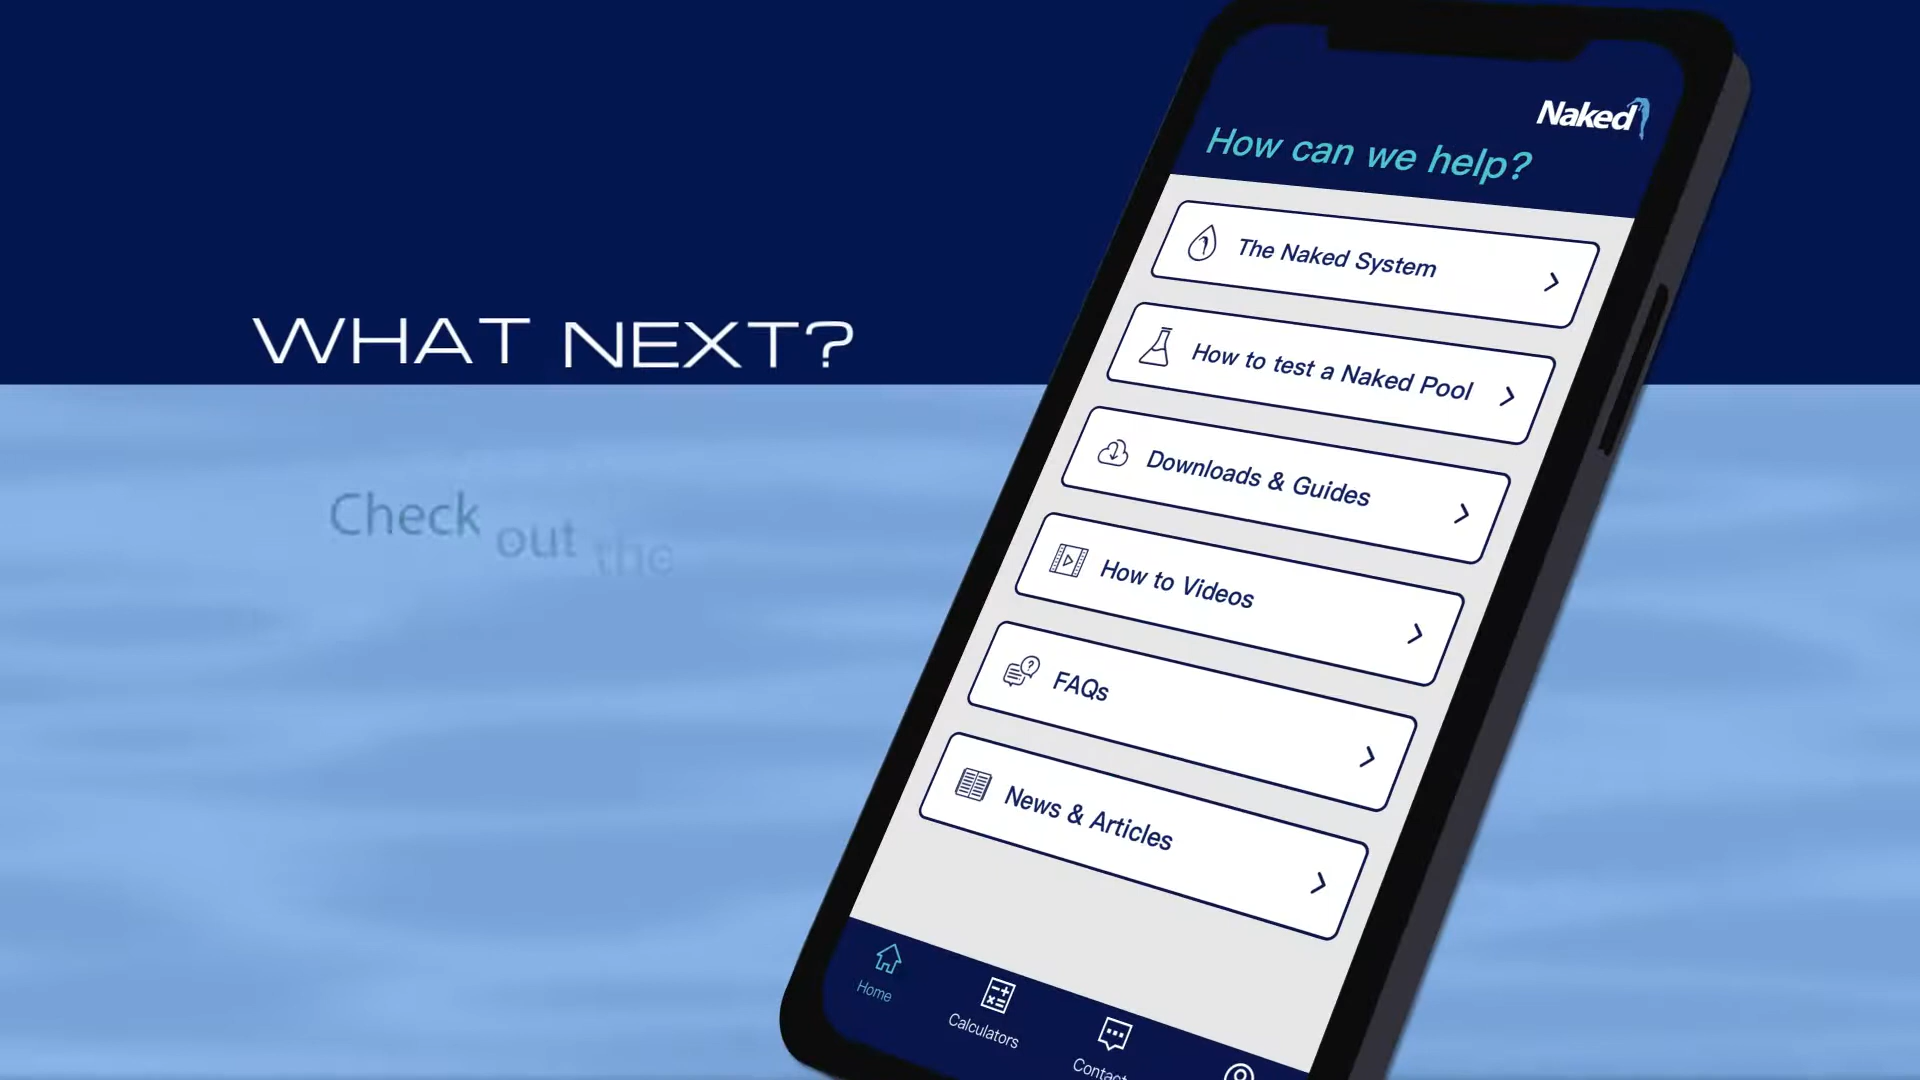 WHAT NEXT?
Check out the
Naked
How can we help?
The Naked System
How to test a Naked Pool
Downloads & Guides
How to Videos
FAQs
News & Articles
Home
Calculators